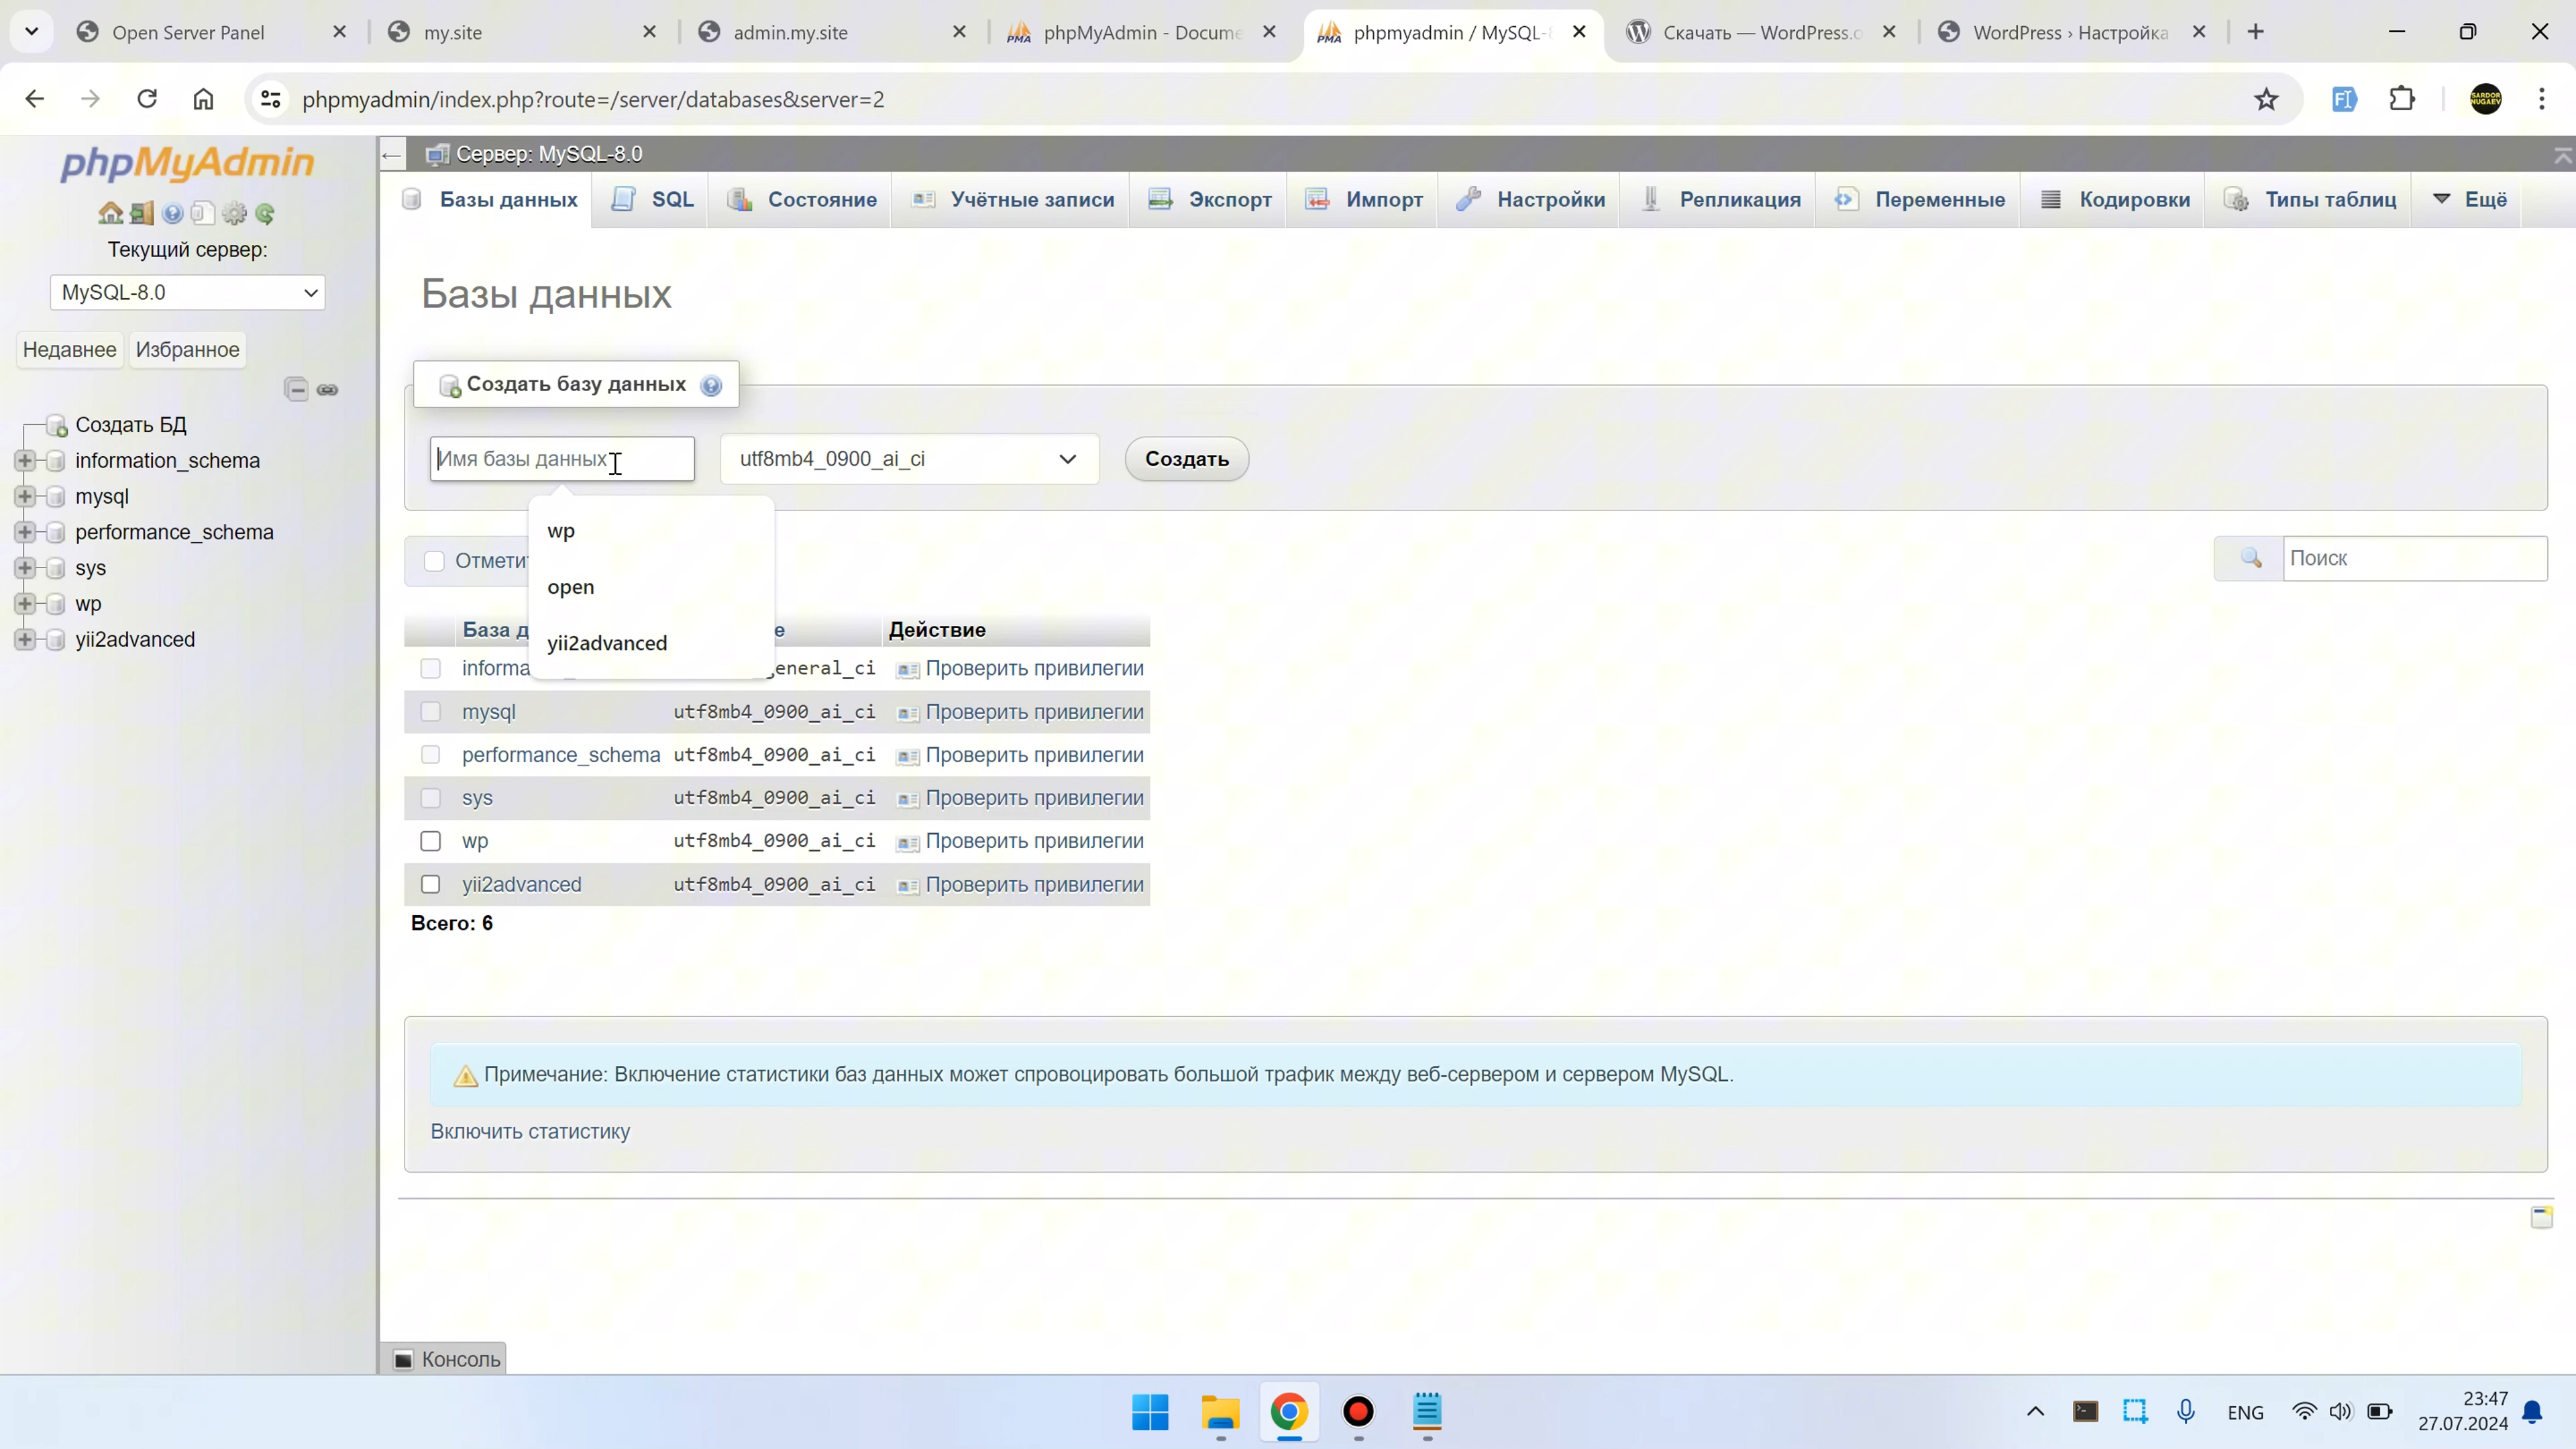 Open Server Panel
my.site
admin.my.site
phpMyAdmin - Docume
phpmyadmin / MySQL-8
Скачать — WordPress.o
WordPress › Настройка
phpmyadmin/index.php?route=/server/databases&server=2
SARDOR
NUGAEV
phpMyAdmin
Текущий сервер:
MySQL-8.0
Недавнее
Избранное
Создать БД
information_schema
mysql
performance_schema
sys
wp
yii2advanced
Сервер: MySQL-8.0
Базы данных
SQL
Состояние
Учётные записи
Экспорт
Импорт
Настройки
Репликация
Переменные
Кодировки
Типы таблиц
Ещё
Базы данных
Создать базу данных
Имя базы данных
utf8mb4_0900_ai_ci
Создать
wp
open
yii2advanced
Отмети
Поиск
База д
е
Действие
informa
general_ci
Проверить привилегии
mysql
utf8mb4_0900_ai_ci
Проверить привилегии
performance_schema
utf8mb4_0900_ai_ci
Проверить привилегии
sys
utf8mb4_0900_ai_ci
Проверить привилегии
wp
utf8mb4_0900_ai_ci
Проверить привилегии
yii2advanced
utf8mb4_0900_ai_ci
Проверить привилегии
Всего: 6
Примечание: Включение статистики баз данных может спровоцировать большой трафик между веб-сервером и сервером MySQL.
Включить статистику
Консоль
ENG
23:47
27.07.2024